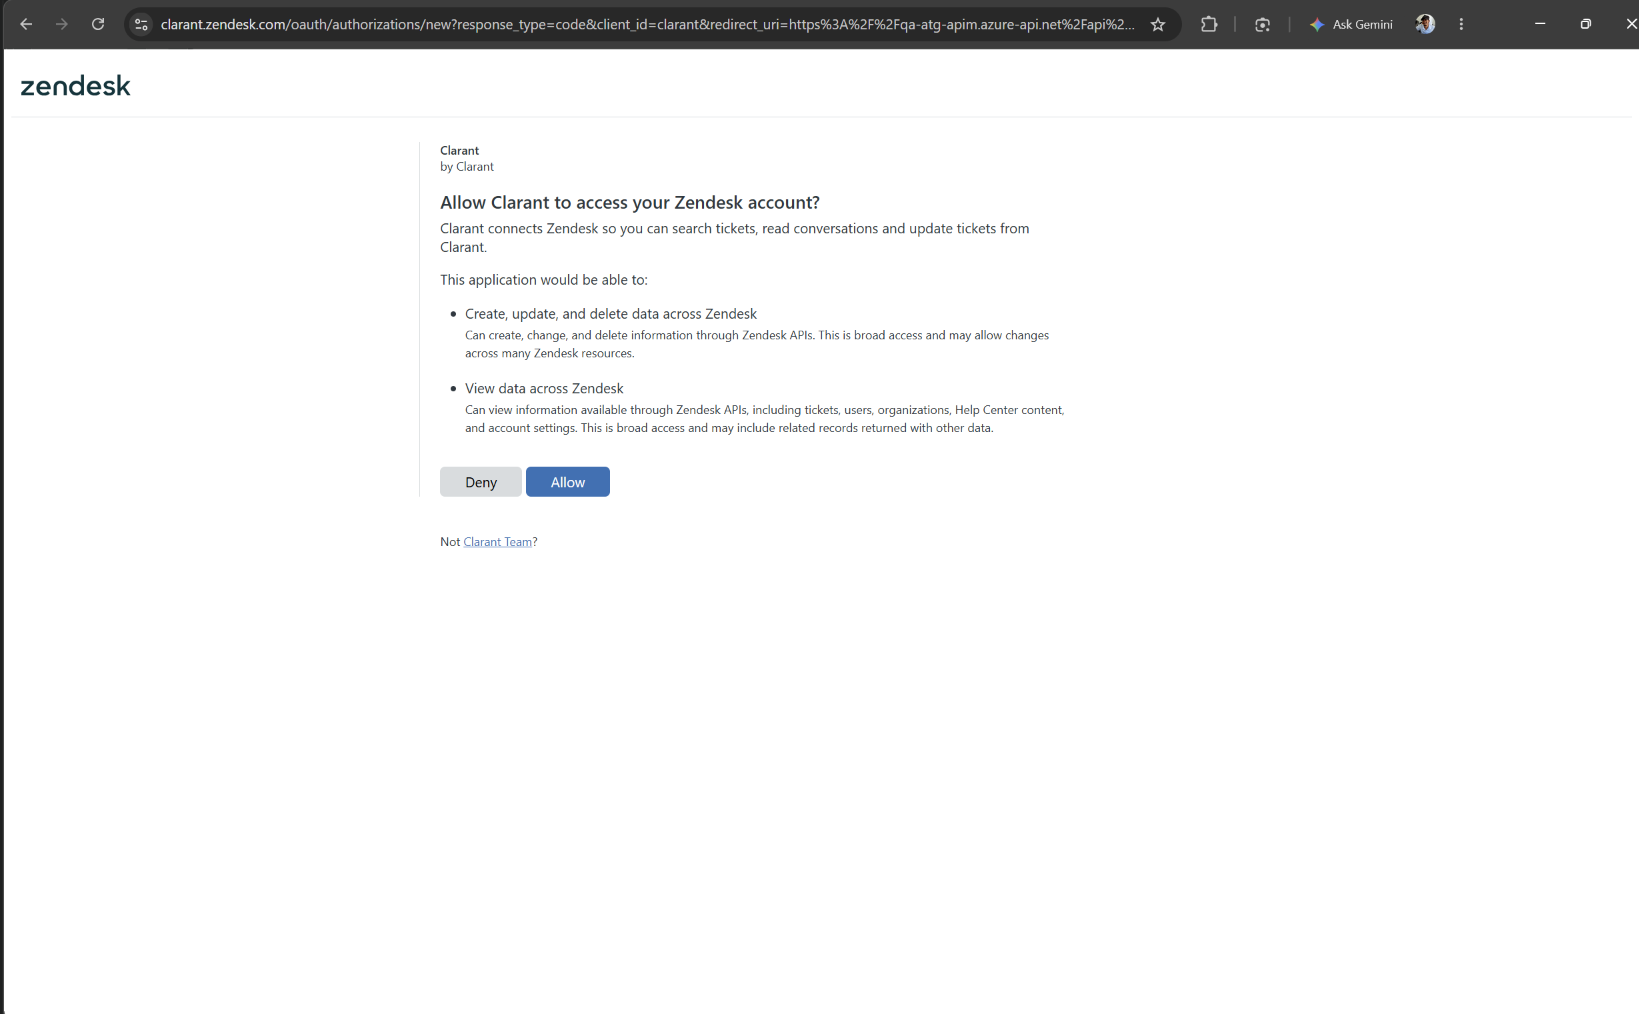 clarant.zendesk.com/oauth/authorizations/new?response_type=code&client_id=clarant&redirect_uri=https%3A%2F%2Fqa-atg-apim.azure-api.net%2Fapi%2...
Ask Gemini
zendesk
Clarant
by Clarant
Allow Clarant to access your Zendesk account?
Clarant connects Zendesk so you can search tickets, read conversations and update tickets from
Clarant.
This application would be able to:
• Create, update, and delete data across Zendesk
Can create, change, and delete information through Zendesk APIs. This is broad access and may allow changes
across many Zendesk resources.
• View data across Zendesk
Can view information available through Zendesk APIs, including tickets, users, organizations, Help Center content,
and account settings. This is broad access and may include related records returned with other data.
Deny Allow
Not Clarant Team?